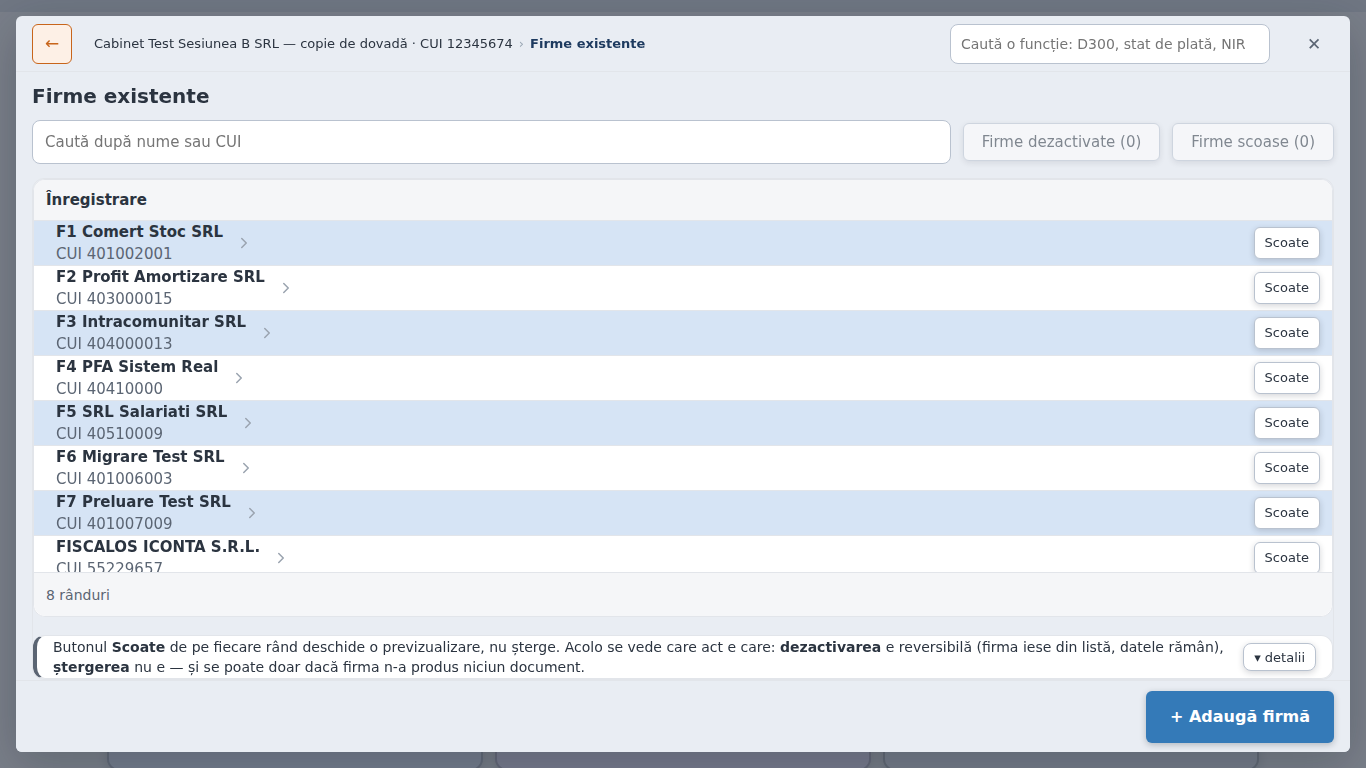 ←
Cabinet Test Sesiunea B SRL — copie de dovadă · CUI 12345674 › Firme existente
Caută o funcție: D300, stat de plată, NIR
✕
Firme existente
Caută după nume sau CUI
Firme dezactivate (0)
Firme scoase (0)
Înregistrare
F1 Comert Stoc SRL
CUI 401002001
Scoate
F2 Profit Amortizare SRL
CUI 403000015
Scoate
F3 Intracomunitar SRL
CUI 404000013
Scoate
F4 PFA Sistem Real
CUI 40410000
Scoate
F5 SRL Salariati SRL
CUI 40510009
Scoate
F6 Migrare Test SRL
CUI 401006003
Scoate
F7 Preluare Test SRL
CUI 401007009
Scoate
FISCALOS ICONTA S.R.L.
CUI 55229657
Scoate
8 rânduri
Butonul Scoate de pe fiecare rând deschide o previzualizare, nu șterge. Acolo se vede care act e care: dezactivarea e reversibilă (firma iese din listă, datele rămân),
ștergerea nu e — și se poate doar dacă firma n-a produs niciun document.
▾ detalii
+ Adaugă firmă